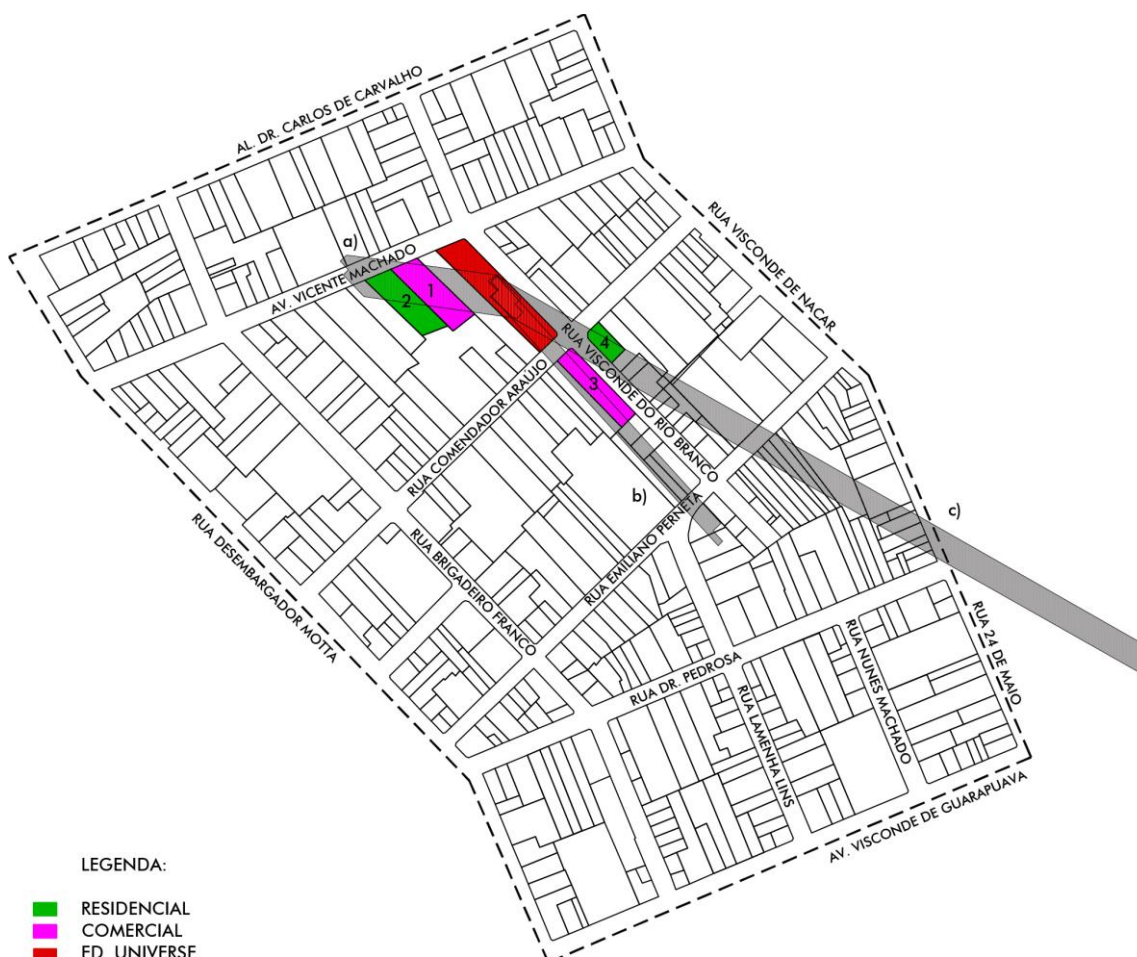 AL. DR. CARLOS DE CARVALHO
RUA VISCONDE DE NACAR
a)
AV. VICENTE MACHADO
1
2
4
RUA VISCONDE DO RIO BRANCO
3
RUA COMENDADOR ARAÚJO
b)
c)
RUA EMILIANO PERNETA
RUA BRIGADEIRO FRANCO
RUA DESEMBARGADOR MOTTA
RUA DR. PEDROSA
RUA NUNES MACHADO
RUA 24 DE MAIO
RUA LAMENHA LINS
AV. VISCONDE DE GUARAPUAVA
LEGENDA:
RESIDENCIAL
COMERCIAL
ED. UNIVERSE